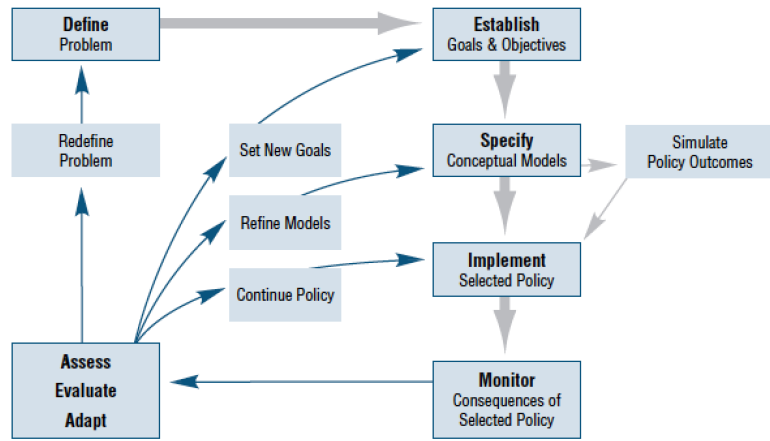 Define
Problem
Establish
Goals & Objectives
Redefine
Problem
Set New Goals
Specify
Conceptual Models
Simulate
Policy Outcomes
Refine Models
Implement
Selected Policy
Continue Policy
Assess
Evaluate
Adapt
Monitor
Consequences of
Selected Policy